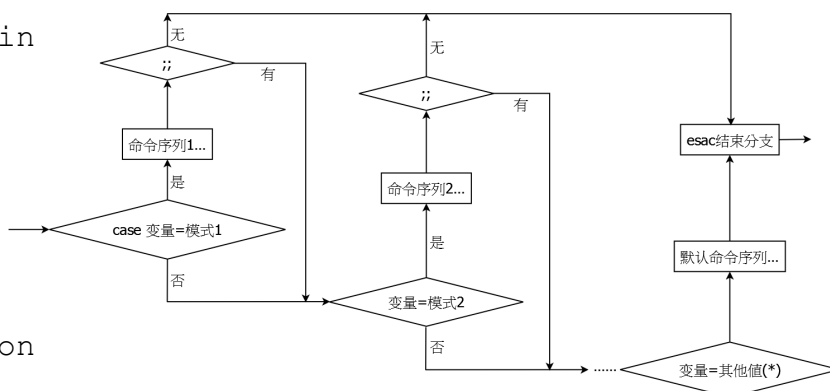 in
无
;;
有
命令序列1...
是
case 变量=模式1
否
无
;;
有
命令序列2...
是
变量=模式2
否
......
esac结束分支
默认命令序列...
变量=其他値(*)
on